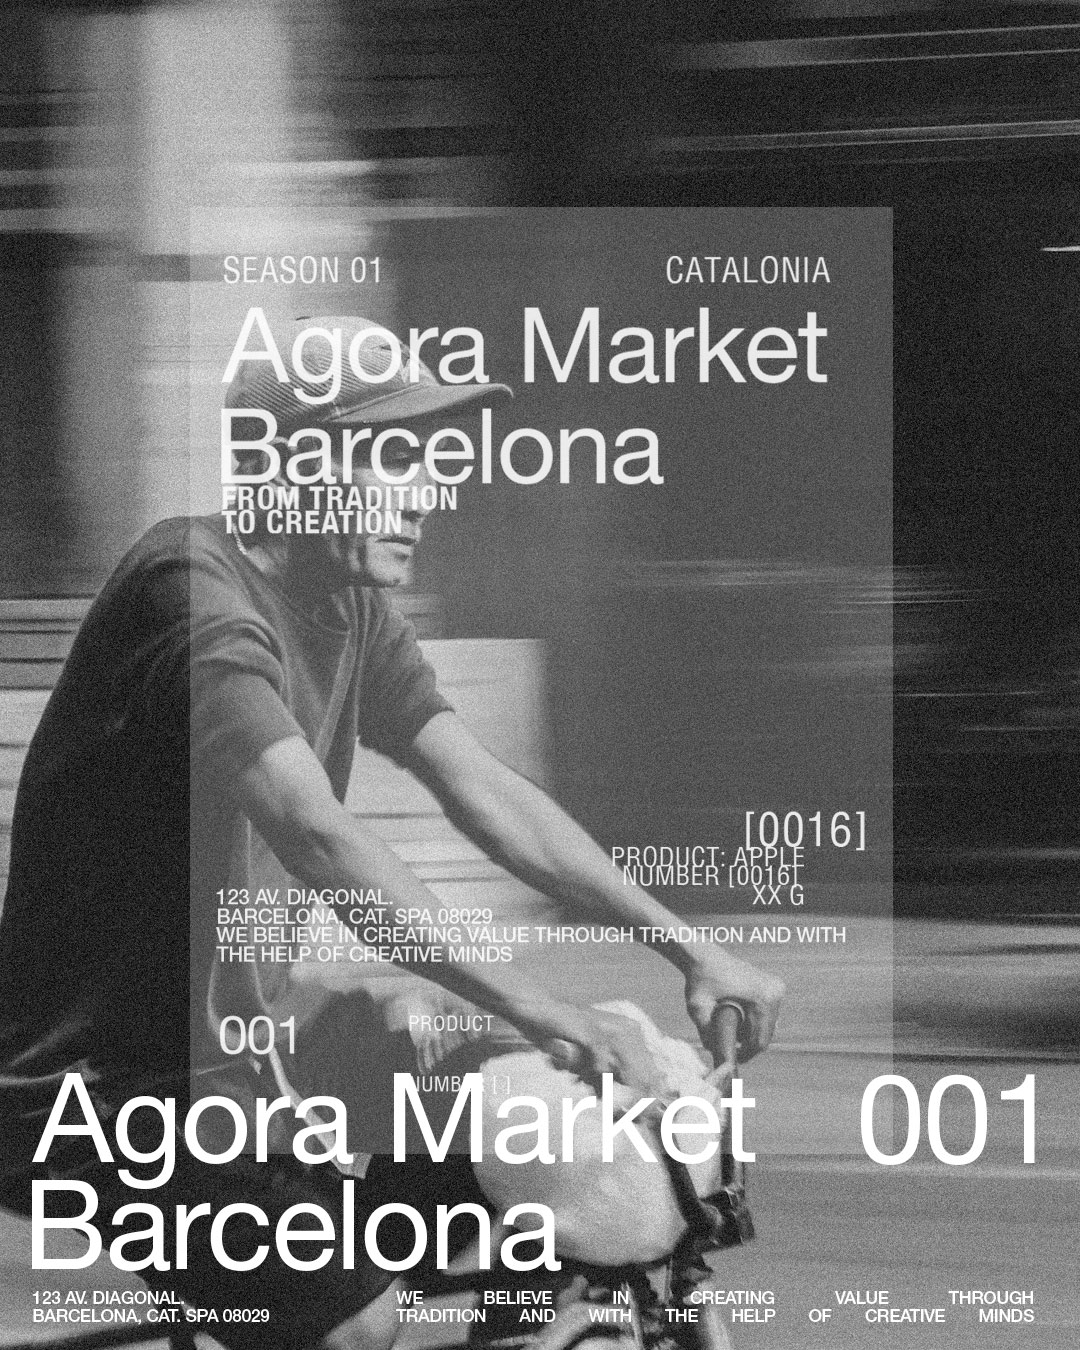 SEASON 01 CATALONIA
Agora Market
Barcelona
FROM TRADITION
TO CREATION
[0016]
PRODUCT: APPLE
NUMBER [0016]
XX G
123 AV. DIAGONAL.
BARCELONA, CAT. SPA 08029
WE BELIEVE IN CREATING VALUE THROUGH TRADITION AND WITH
THE HELP OF CREATIVE MINDS
001 PRODUCT
NUMBER [ ]
Agora Market 001
Barcelona
123 AV. DIAGONAL.
BARCELONA, CAT. SPA 08029
WE BELIEVE IN CREATING VALUE THROUGH
TRADITION AND WITH THE HELP OF CREATIVE MINDS